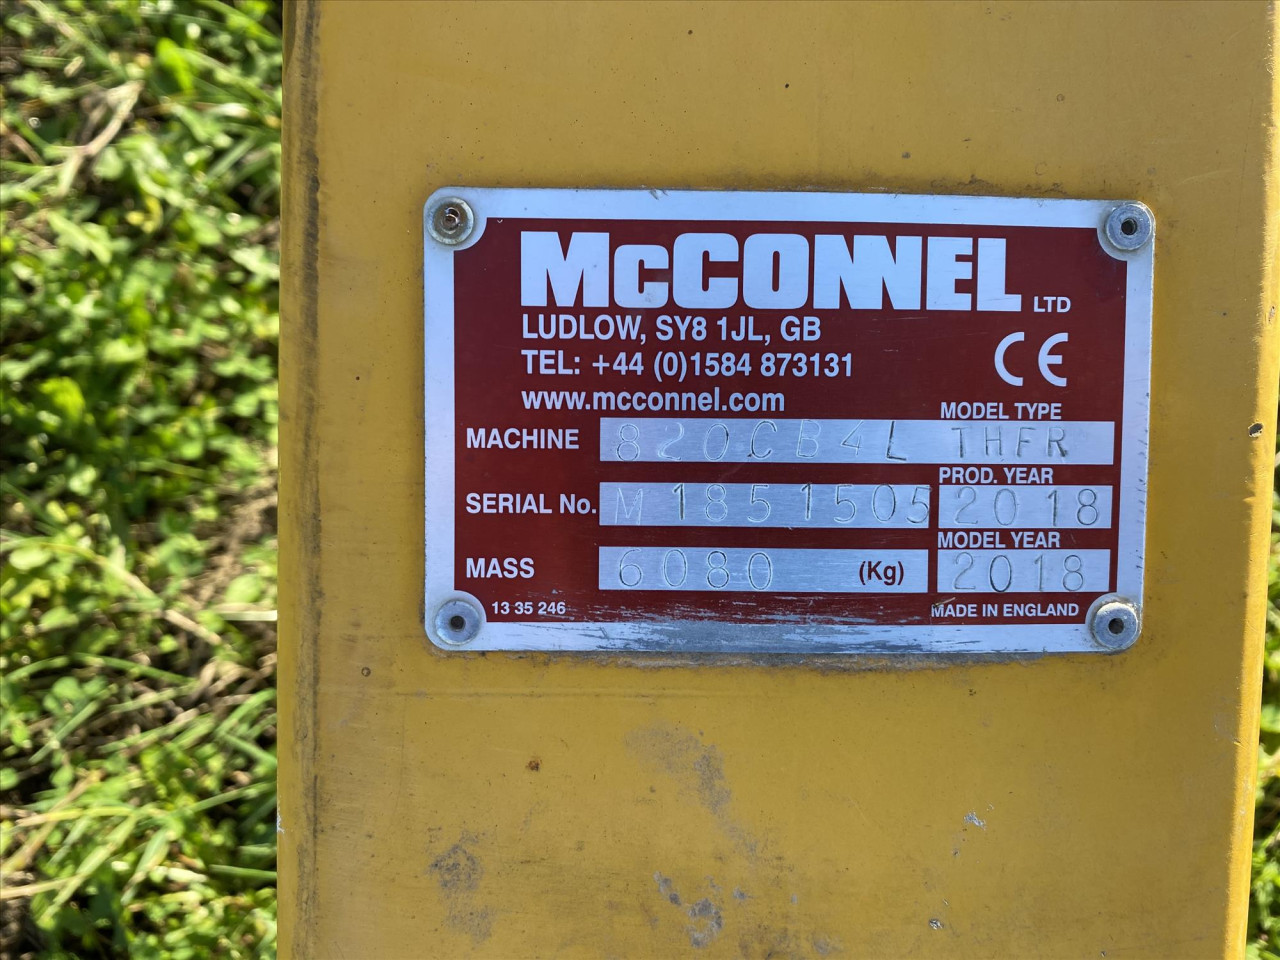 McCONNEL LTD
LUDLOW, SY8 1JL, GB
TEL: +44 (0)1584 873131
www.mcconnel.com
CE
MODEL TYPE
MACHINE 820CB4L THFR
PROD. YEAR
SERIAL No. M1851505 2018
MODEL YEAR
MASS 6080 (Kg) 2018
13 35 246 MADE IN ENGLAND